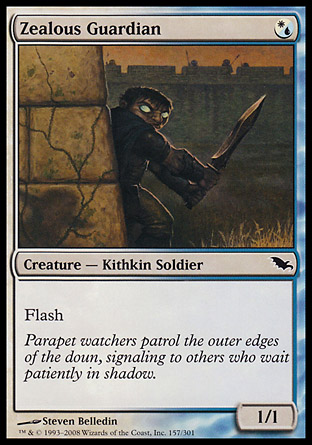 Zealous Guardian
Creature — Kithkin Soldier
Flash
Parapet watchers patrol the outer edges
of the doun, signaling to others who wait
patiently in shadow.
Steven Belledin
™ & © 1993–2008 Wizards of the Coast, Inc. 157/301
1/1